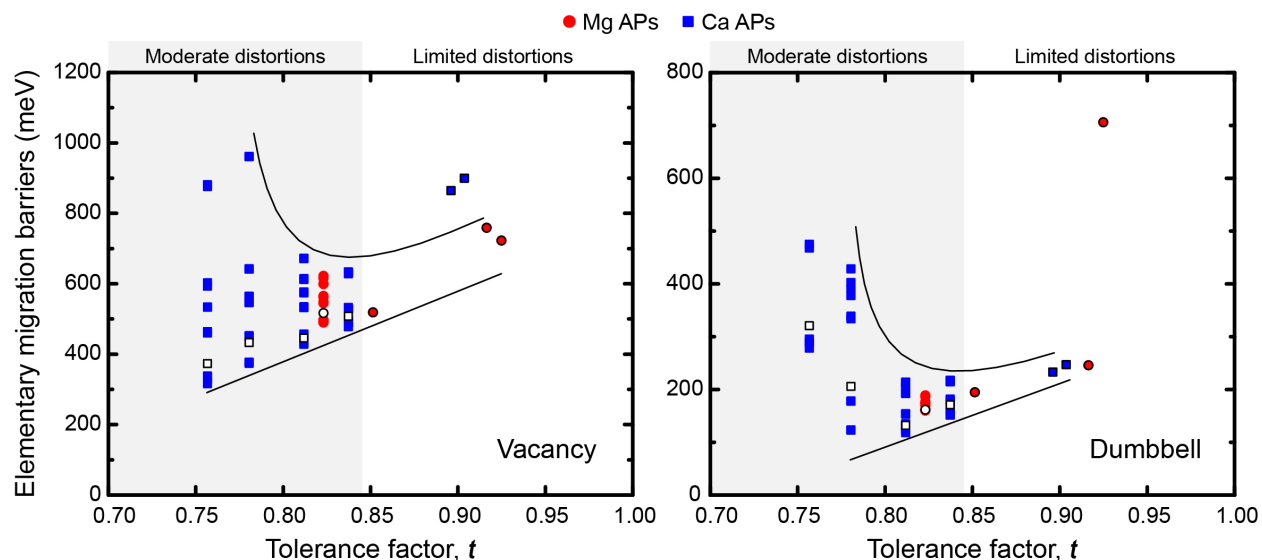 Mg APs Ca APs
Moderate distortions Limited distortions Moderate distortions Limited distortions
Elementary migration barriers (meV)
1200
1000
800
600
400
200
0
Vacancy
0.70 0.75 0.80 0.85 0.90 0.95 1.00
Tolerance factor, t
800
600
400
200
0
Dumbbell
0.70 0.75 0.80 0.85 0.90 0.95 1.00
Tolerance factor, t